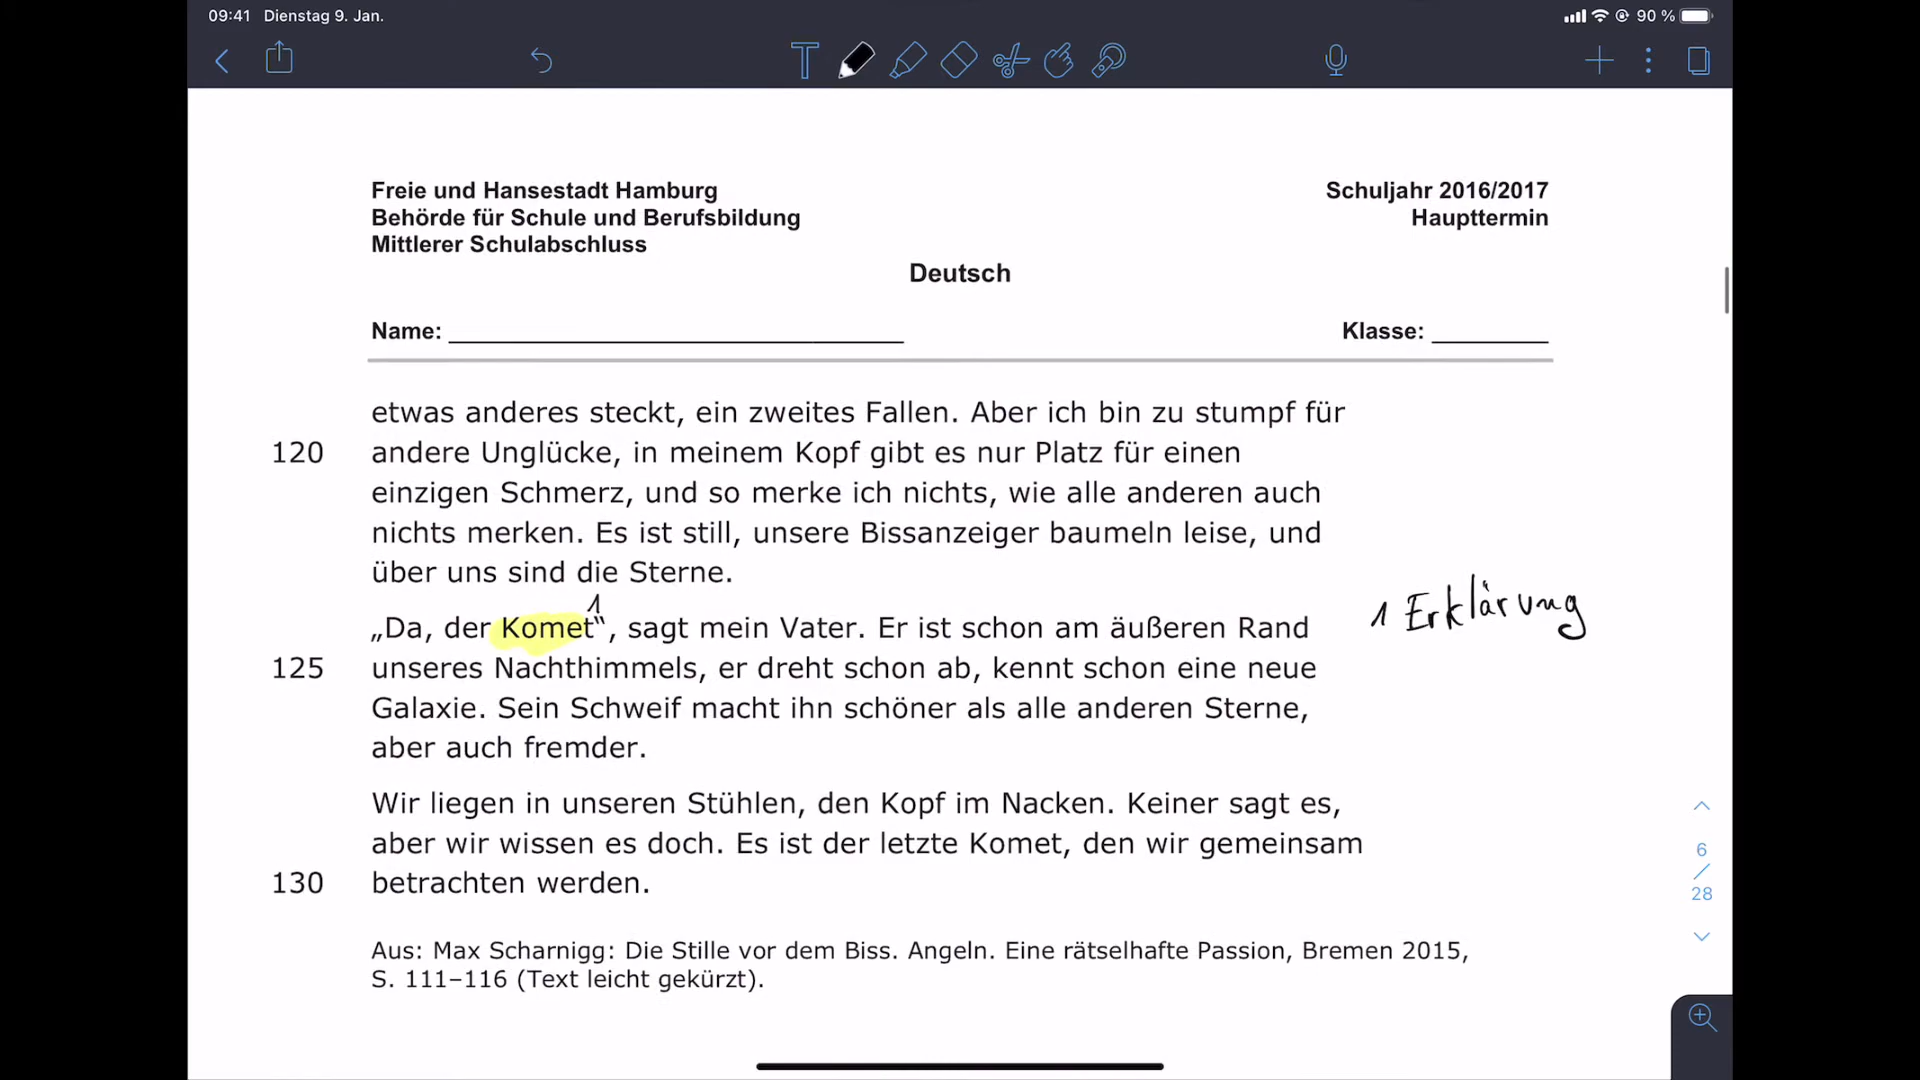 09:41 Dienstag 9. Jan.
90 %
Freie und Hansestadt Hamburg
Schuljahr 2016/2017
Behörde für Schule und Berufsbildung
Haupttermin
Mittlerer Schulabschluss
Deutsch
Name: ________________________________
Klasse: ________
etwas anderes steckt, ein zweites Fallen. Aber ich bin zu stumpf für
120 andere Unglücke, in meinem Kopf gibt es nur Platz für einen
einzigen Schmerz, und so merke ich nichts, wie alle anderen auch
nichts merken. Es ist still, unsere Bissanzeiger baumeln leise, und
über uns sind die Sterne.
1
1 Erklärung
„Da, der Komet“, sagt mein Vater. Er ist schon am äußeren Rand
125 unseres Nachthimmels, er dreht schon ab, kennt schon eine neue
Galaxie. Sein Schweif macht ihn schöner als alle anderen Sterne,
aber auch fremder.
Wir liegen in unseren Stühlen, den Kopf im Nacken. Keiner sagt es,
aber wir wissen es doch. Es ist der letzte Komet, den wir gemeinsam
130 betrachten werden.
6
/
28
Aus: Max Scharnigg: Die Stille vor dem Biss. Angeln. Eine rätselhafte Passion, Bremen 2015,
S. 111–116 (Text leicht gekürzt).